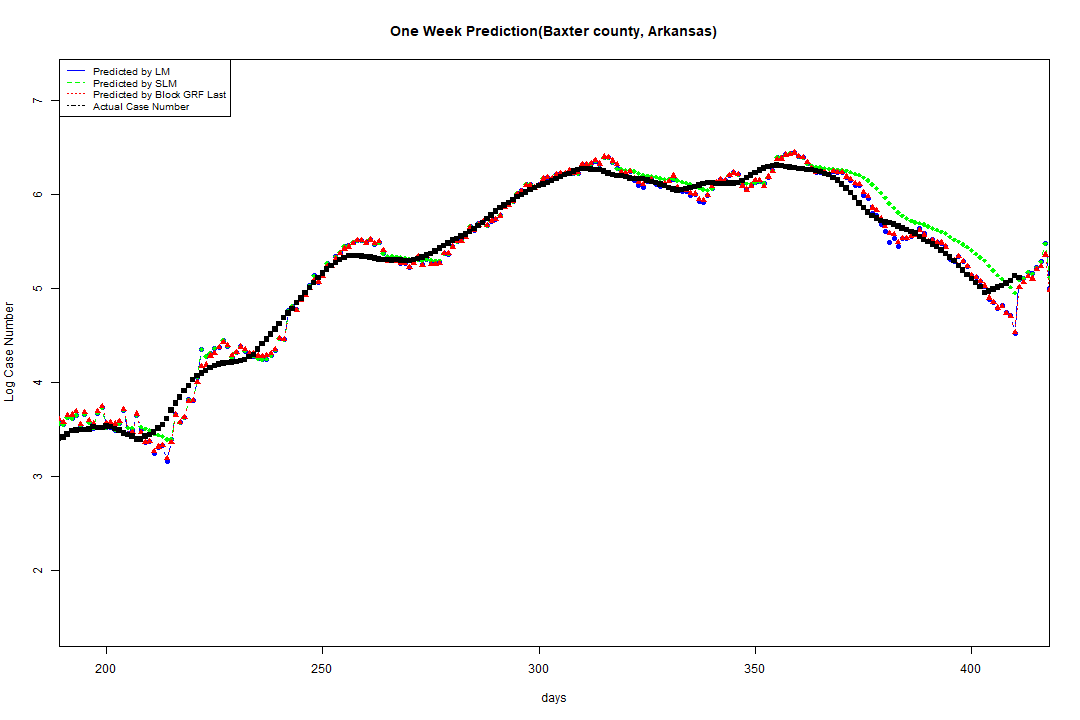 One Week Prediction(Baxter county, Arkansas)
Predicted by LM
Predicted by SLM
Predicted by Block GRF Last
Actual Case Number
7
6
5
4
3
2
Log Case Number
200
250
300
350
400
days